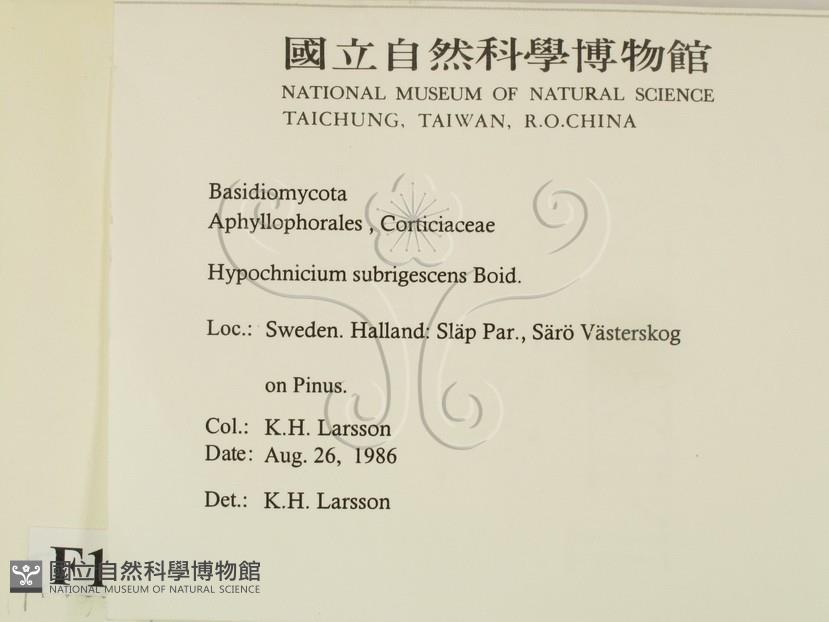 國立自然科學博物館
NATIONAL MUSEUM OF NATURAL SCIENCE
TAICHUNG, TAIWAN, R.O.CHINA
Basidiomycota
Aphyllophorales , Corticiaceae
Hypochnicium subrigescens Boid.
Loc.: Sweden. Halland: Släp Par., Särö Västerskog
on Pinus.
Col.: K.H. Larsson
Date: Aug. 26, 1986
Det.: K.H. Larsson
F1
國立自然科學博物館
NATIONAL MUSEUM OF NATURAL SCIENCE